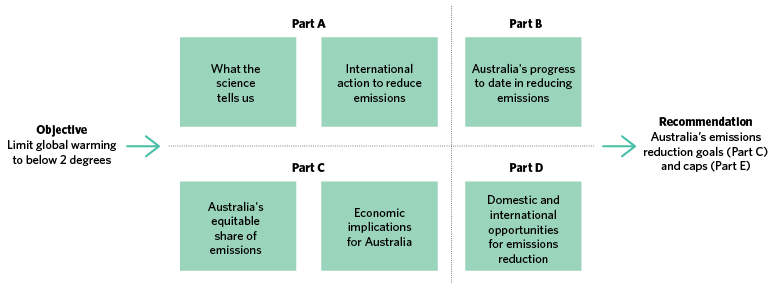 Part A
Part B
What the
science
tells us
International
action to reduce
emissions
Australia's progress
to date in reducing
emissions
Objective
Limit global warming
to below 2 degrees
Recommendation
Australia's emissions
reduction goals (Part C)
and caps (Part E)
Part C
Part D
Australia's
equitable
share of
emissions
Economic
implications
for Australia
Domestic and
international
opportunities
for emissions
reduction